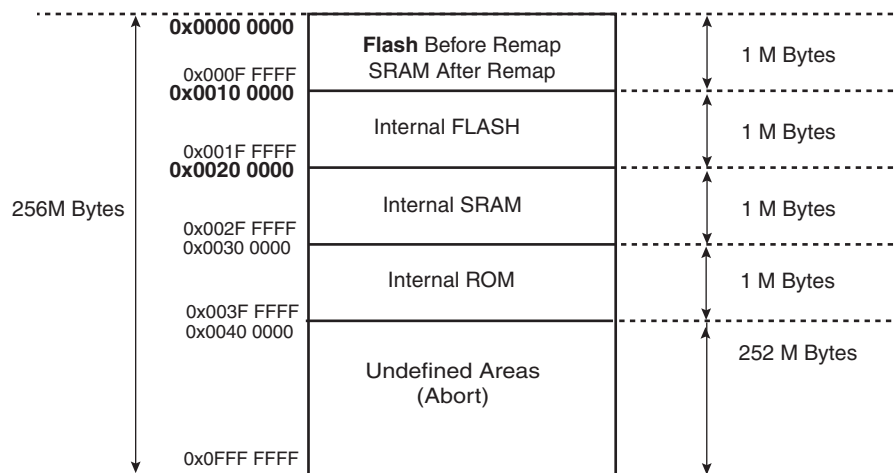 0x0000 0000
Flash Before Remap
SRAM After Remap
1 M Bytes
0x000F FFFF
0x0010 0000
Internal FLASH
1 M Bytes
0x001F FFFF
0x0020 0000
256M Bytes
Internal SRAM
1 M Bytes
0x002F FFFF
0x0030 0000
Internal ROM
1 M Bytes
0x003F FFFF
0x0040 0000
252 M Bytes
Undefined Areas
(Abort)
0x0FFF FFFF